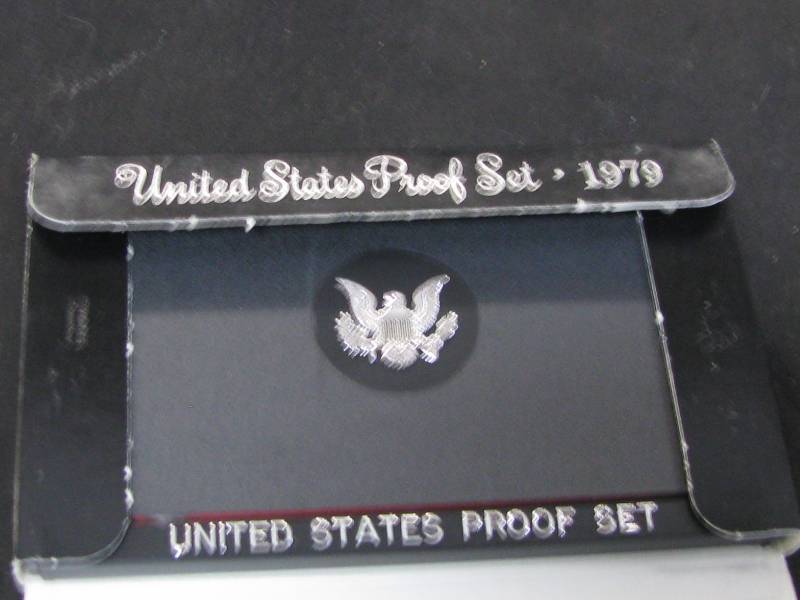 United States Proof Set · 1979
UNITED STATES PROOF SET